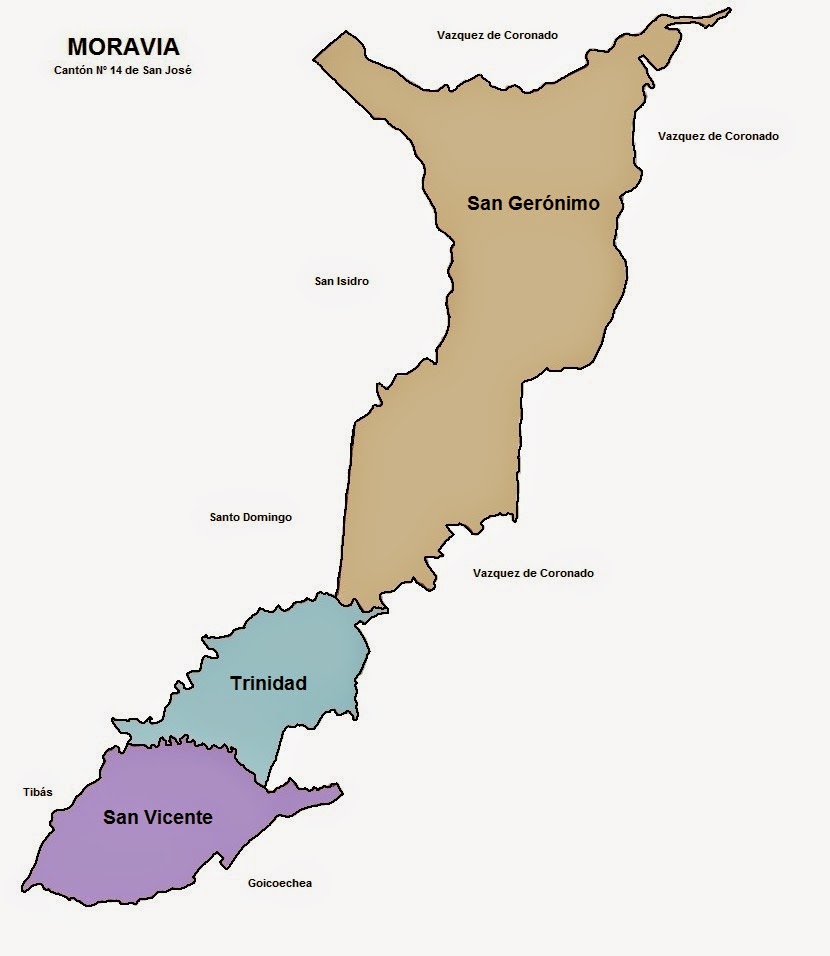 MORAVIA
Cantón Nº 14 de San José
Vazquez de Coronado
Vazquez de Coronado
San Gerónimo
San Isidro
Santo Domingo
Vazquez de Coronado
Trinidad
Tibás
San Vicente
Goicoechea